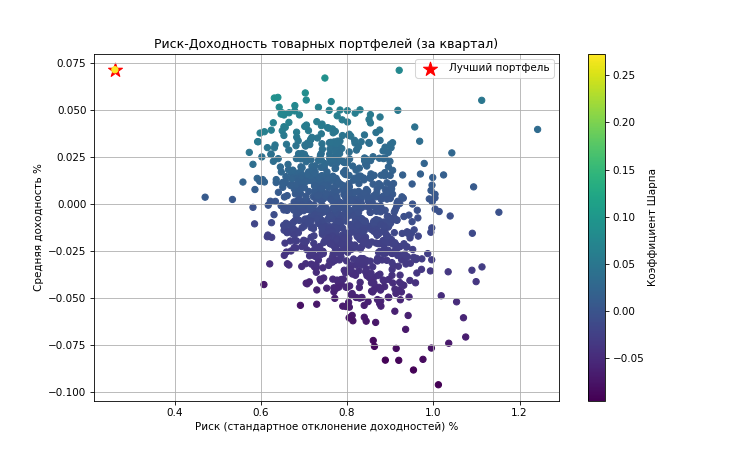 Риск-Доходность товарных портфелей (за квартал)
Лучший портфель
Средняя доходность %
0.075
0.050
0.025
0.000
−0.025
−0.050
−0.075
−0.100
0.4 0.6 0.8 1.0 1.2
Риск (стандартное отклонение доходностей) %
0.25
0.20
0.15
0.10
0.05
0.00
−0.05
Коэффициент Шарпа